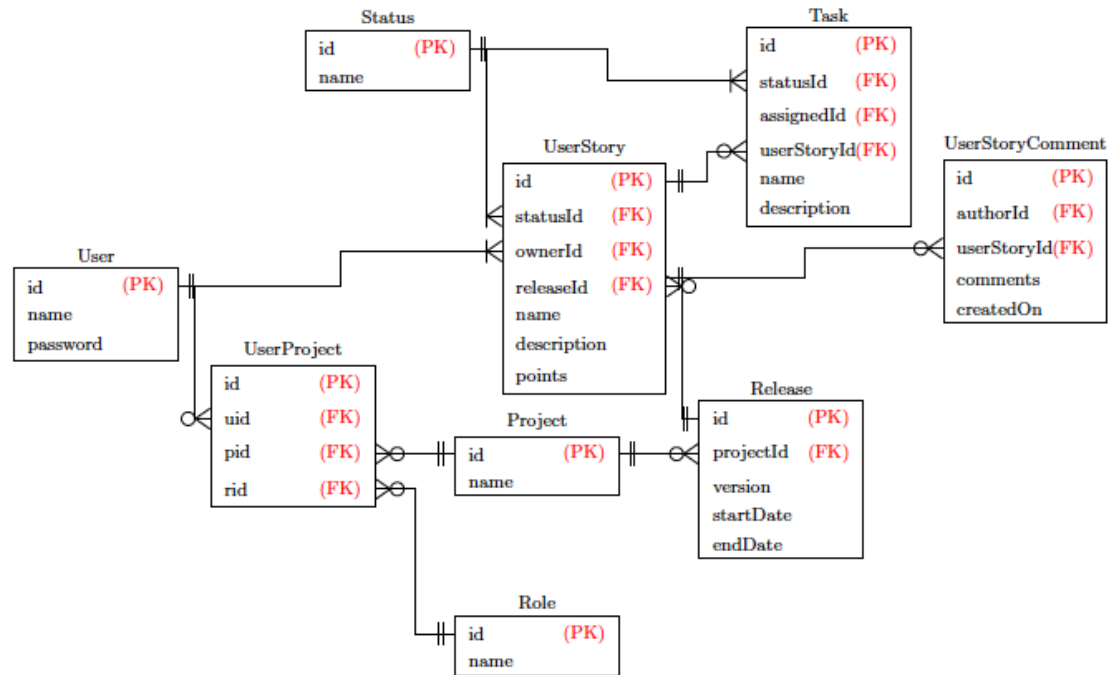 Status
id (PK)
name
Task
id (PK)
statusId (FK)
assignedId (FK)
userStoryId(FK)
name
description
UserStory
id (PK)
statusId (FK)
ownerId (FK)
releaseId (FK)
name
description
points
UserStoryComment
id (PK)
authorId (FK)
userStoryId(FK)
comments
createdOn
User
id (PK)
name
password
UserProject
id (PK)
uid (FK)
pid (FK)
rid (FK)
Project
id (PK)
name
Release
id (PK)
projectId (FK)
version
startDate
endDate
Role
id (PK)
name